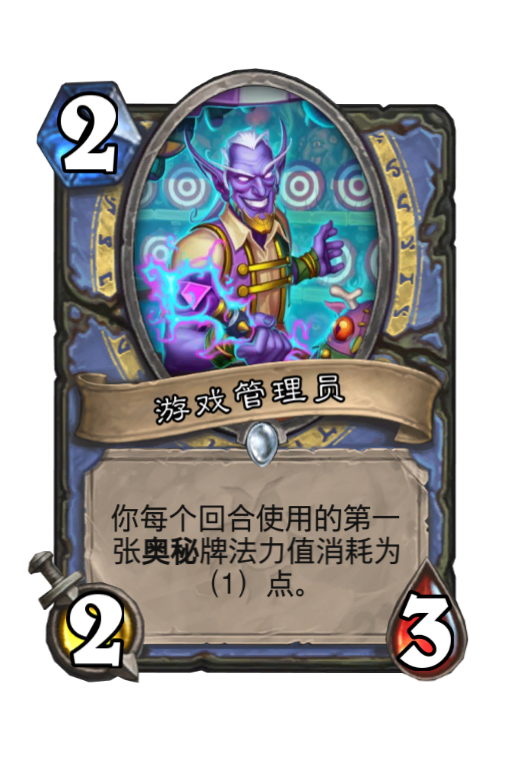 2
游戏管理员
你每个回合使用的第一
张奥秘牌法力值消耗为
（1）点。
2
3